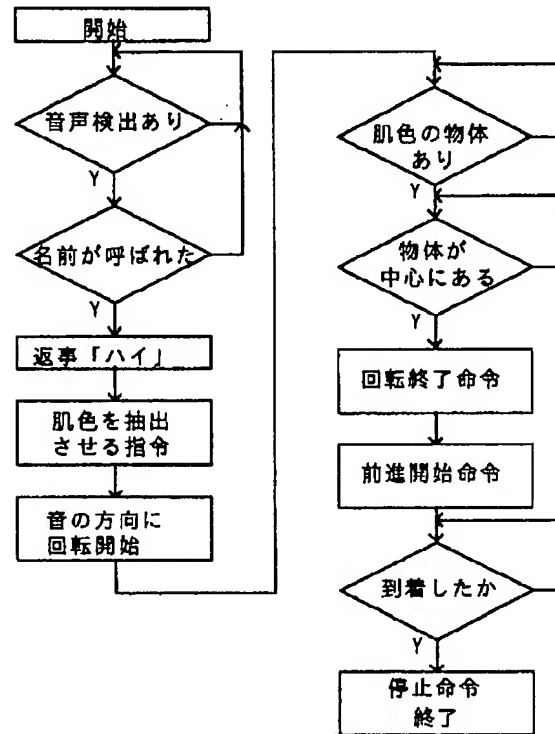 開始
音声検出あり
Y
名前が呼ばれた
Y
返事「ハイ」
肌色を抽出
させる指令
音の方向に
回転開始
肌色の物体
あり
Y
物体が
中心にある
Y
回転終了命令
前進開始命令
到着したか
Y
停止命令
終了